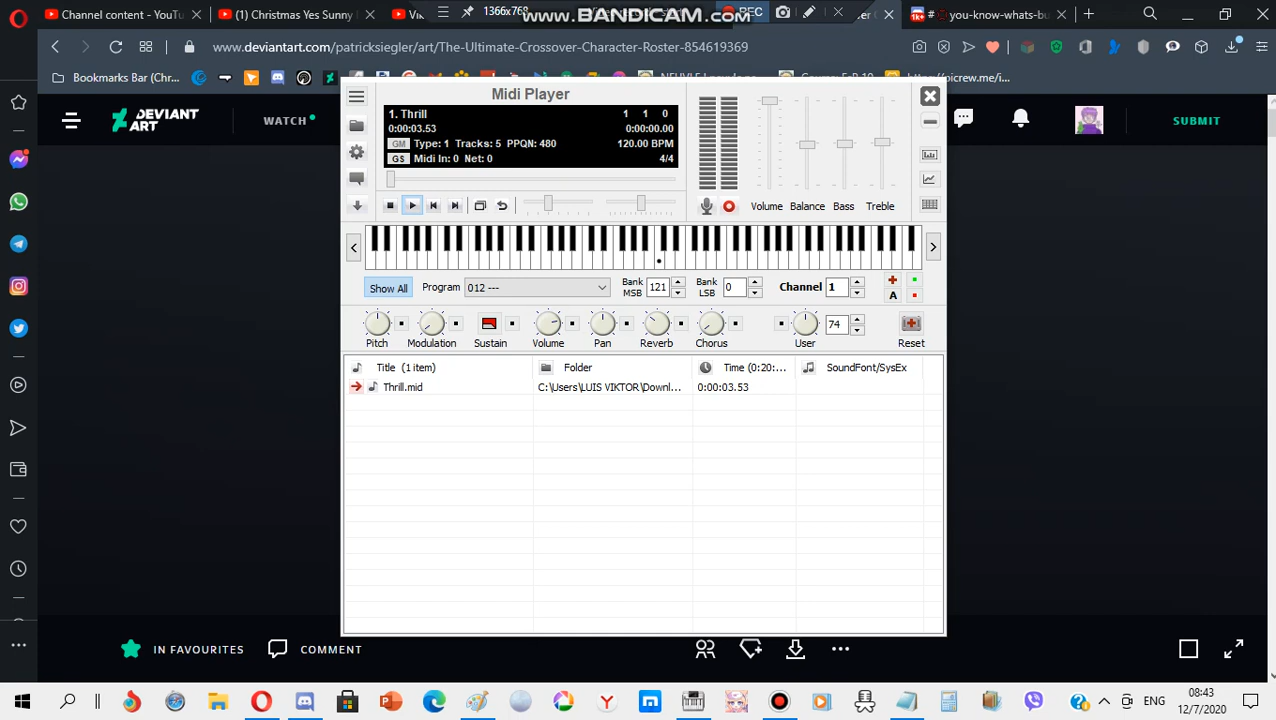 Channel content - YouTu
(1) Christmas Yes Sunny
Vik
1366x768
www.BANDICAM.com
REC
you-know-whats-bu
www.deviantart.com/patricksiegler/art/The-Ultimate-Crossover-Character-Roster-854619369
Bookmarks Bar (Chr...
https://picrew.me/i...
DEVIANT ART
WATCH
SUBMIT
Midi Player
1. Thrill
1 1 0
0:00:03.53
0:00:00.00
GM Type: 1 Tracks: 5 PPQN: 480
120.00 BPM
GS Midi In: 0 Net: 0
4/4
Volume Balance Bass Treble
Show All
Program
012 ---
Bank MSB
121
Bank LSB
0
Channel
1
A
74
Pitch Modulation Sustain Volume Pan Reverb Chorus User Reset
Title (1 item)
Folder
Time (0:20:...
SoundFont/SysEx
Thrill.mid
C:\Users\LUIS VIKTOR\Downl...
0:00:03.53
IN FAVOURITES
COMMENT
ENG
08:43
12/7/2020